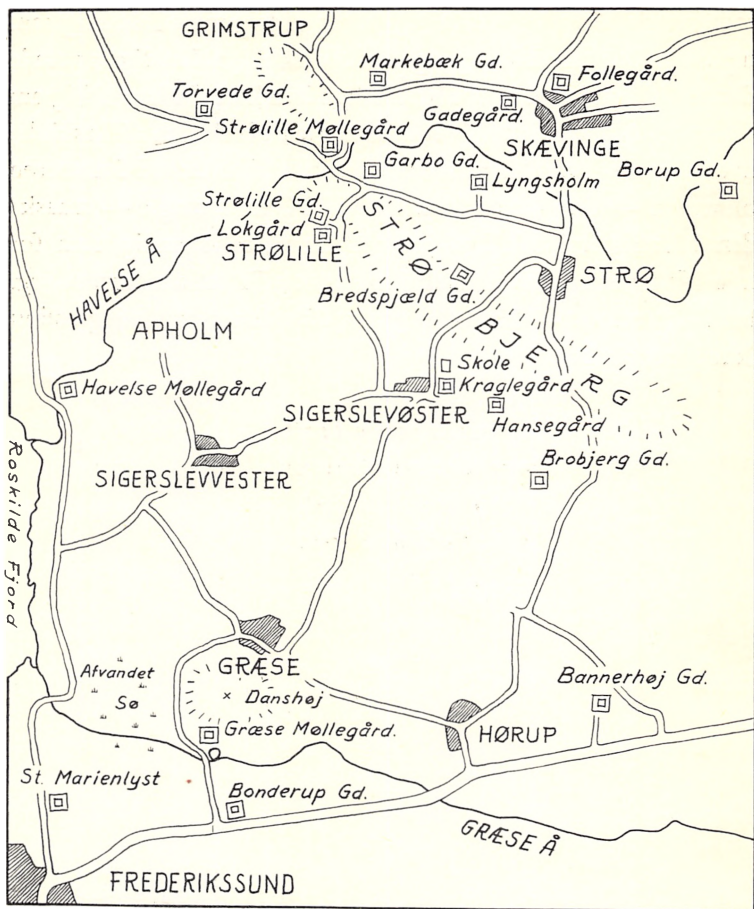 GRIMSTRUP
Markebæk Gd.
Follegård.
Torvede Gd.
Gadegård.
Strølille Møllegård
SKÆVINGE
Garbo Gd.
Borup Gd.
Lyngsholm
Strølille Gd.
Lokgård
STRØLILLE
STRØ BJERG
HAVELSE Å
STRØ
Bredspjæld Gd.
APHOLM
Skole
Havelse Møllegård
Kraglegård
SIGERSLEVØSTER
Hansegård
Roskilde Fjord
SIGERSLEVVESTER
Brobjerg Gd.
GRÆSE
Afvandet
Sø
Danshøj
Bannerhøj Gd.
Græse Møllegård.
HØRUP
St. Marienlyst
Bonderup Gd.
GRÆSE Å
FREDERIKSSUND